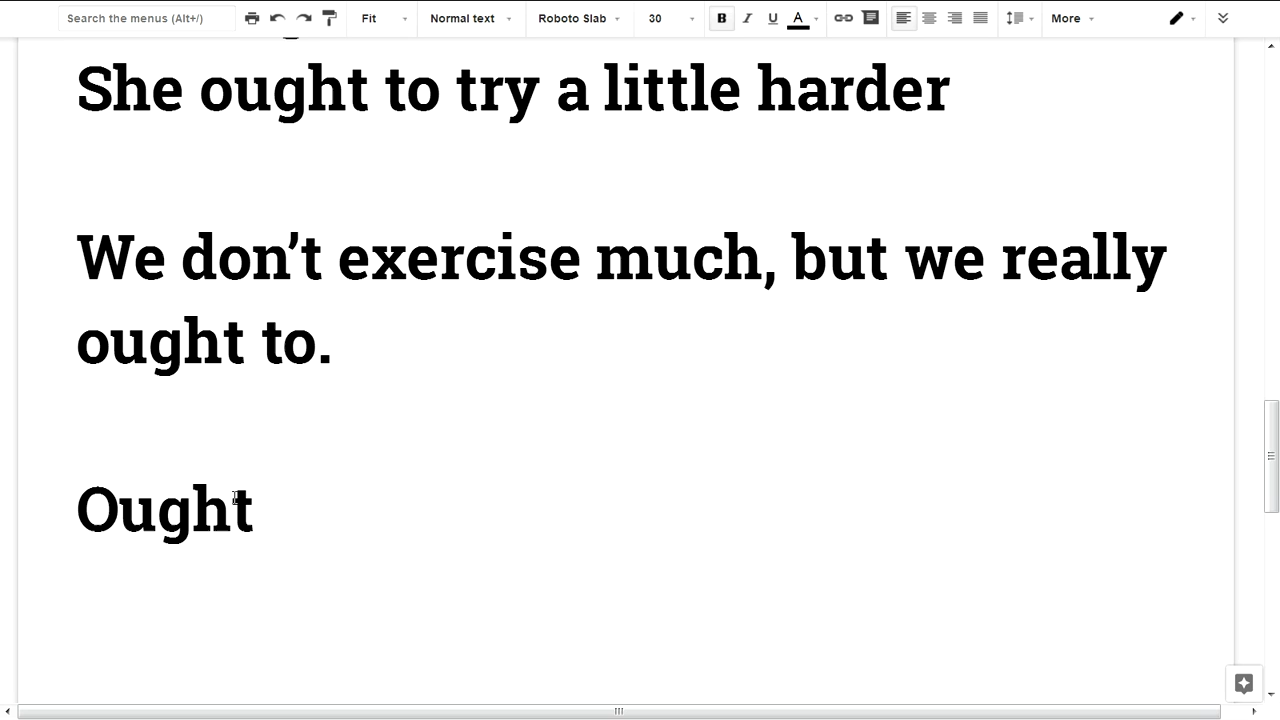 Search the menus (Alt+/) Fit Normal text Roboto Slab 30 B I U A More
She ought to try a little harder
We don’t exercise much, but we really
ought to.
Ought